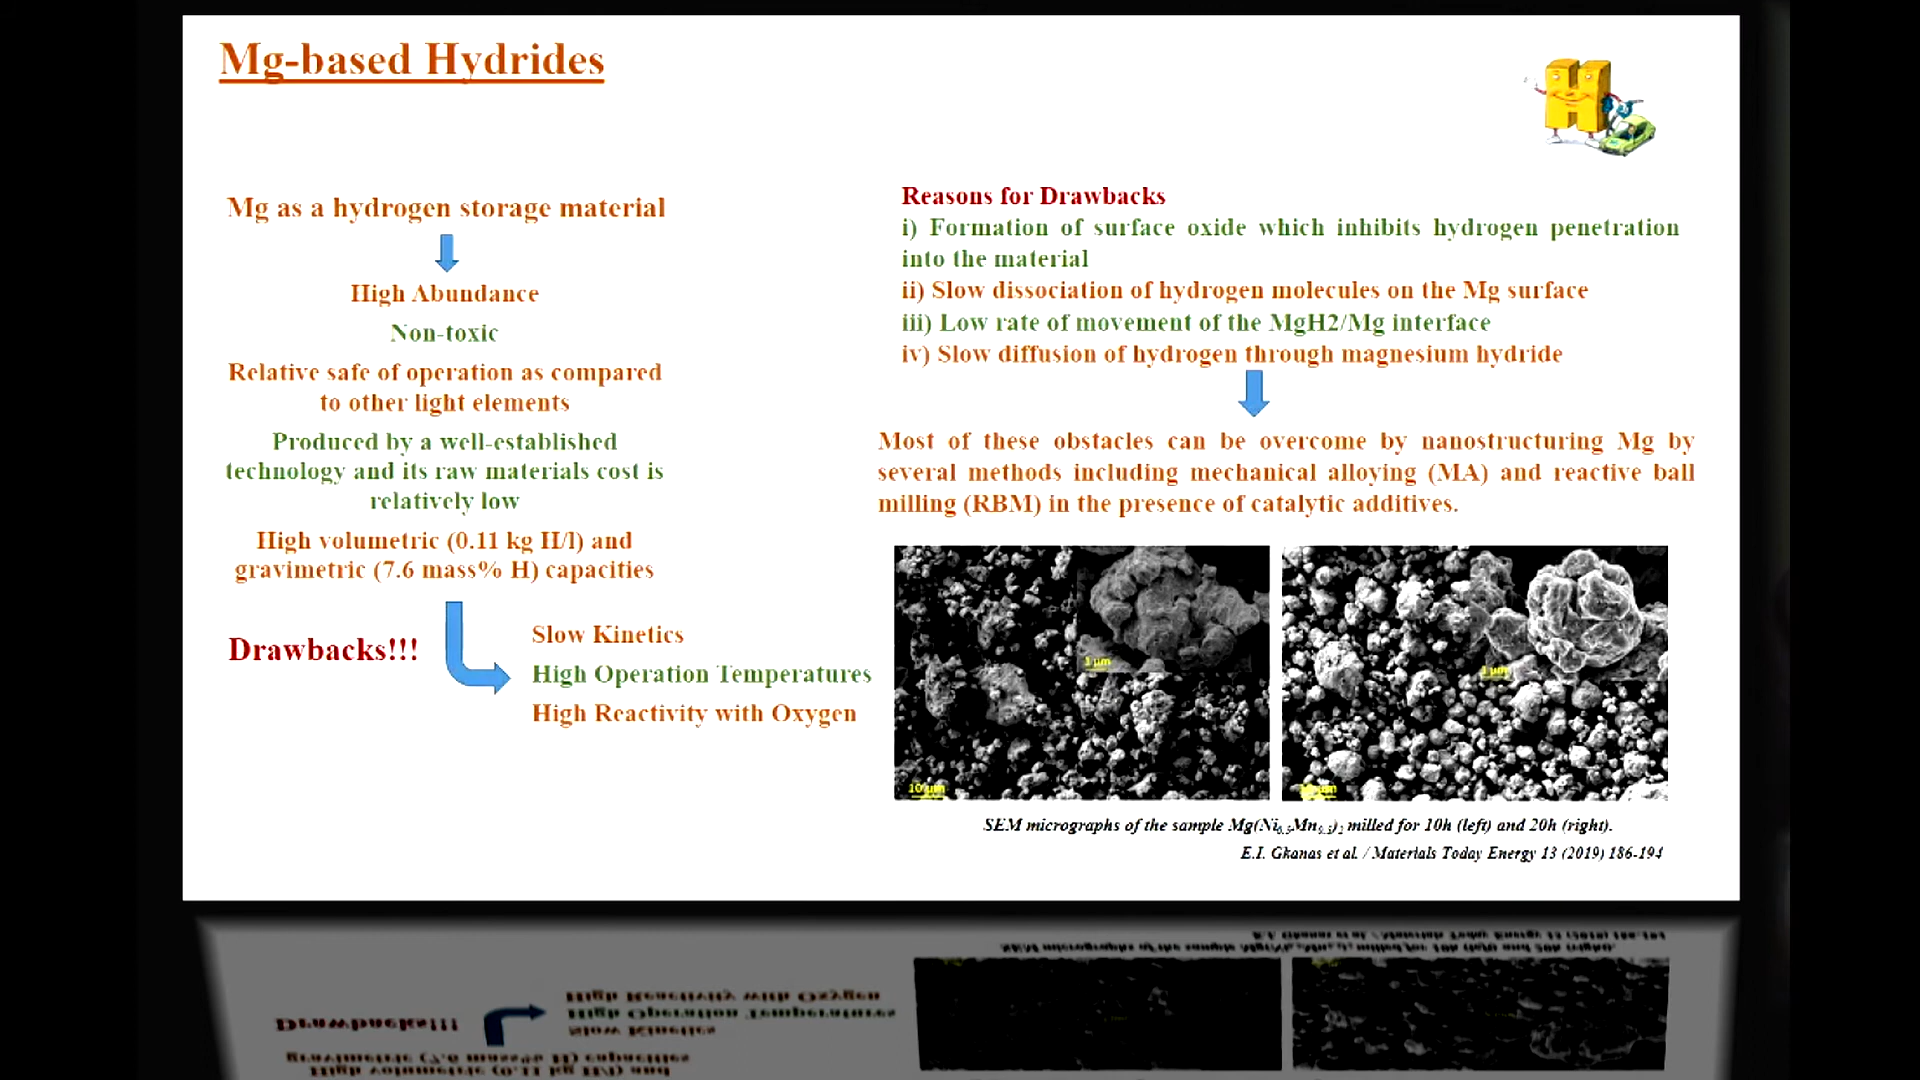 Mg-based Hydrides
Mg as a hydrogen storage material
High Abundance
Non-toxic
Relative safe of operation as compared
to other light elements
Produced by a well-established
technology and its raw materials cost is
relatively low
High volumetric (0.11 kg H/l) and
gravimetric (7.6 mass% H) capacities
Drawbacks!!!
Slow Kinetics
High Operation Temperatures
High Reactivity with Oxygen
Reasons for Drawbacks
i) Formation of surface oxide which inhibits hydrogen penetration
into the material
ii) Slow dissociation of hydrogen molecules on the Mg surface
iii) Low rate of movement of the MgH2/Mg interface
iv) Slow diffusion of hydrogen through magnesium hydride
Most of these obstacles can be overcome by nanostructuring Mg by
several methods including mechanical alloying (MA) and reactive ball
milling (RBM) in the presence of catalytic additives.
1 μm
10 μm
1 μm
SEM micrographs of the sample Mg(Ni0.5Mn0.5)2 milled for 10h (left) and 20h (right).
E.I. Gkanas et al. / Materials Today Energy 13 (2019) 186-194